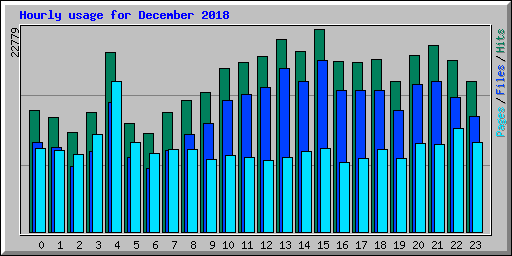 Hourly usage for December 2018
22779
Pages/Files/Hits
0 1 2 3 4 5 6 7 8 9 10 11 12 13 14 15 16 17 18 19 20 21 22 23